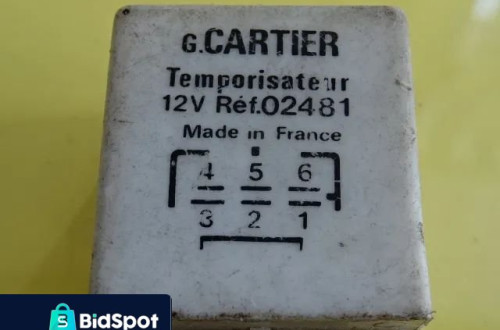 G.CARTIER
Temporisateur
12V Réf.02481
Made in France
4 5 6
3 2 1
BidSpot